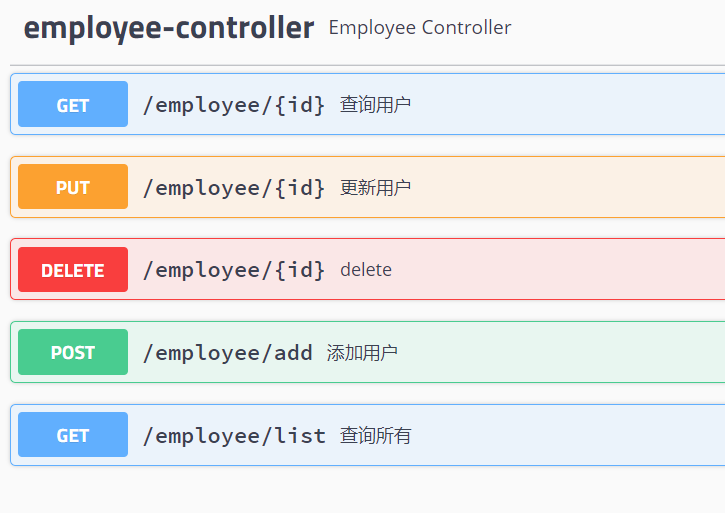 employee-controller Employee Controller
GET /employee/{id} 查询用户
PUT /employee/{id} 更新用户
DELETE /employee/{id} delete
POST /employee/add 添加用户
GET /employee/list 查询所有